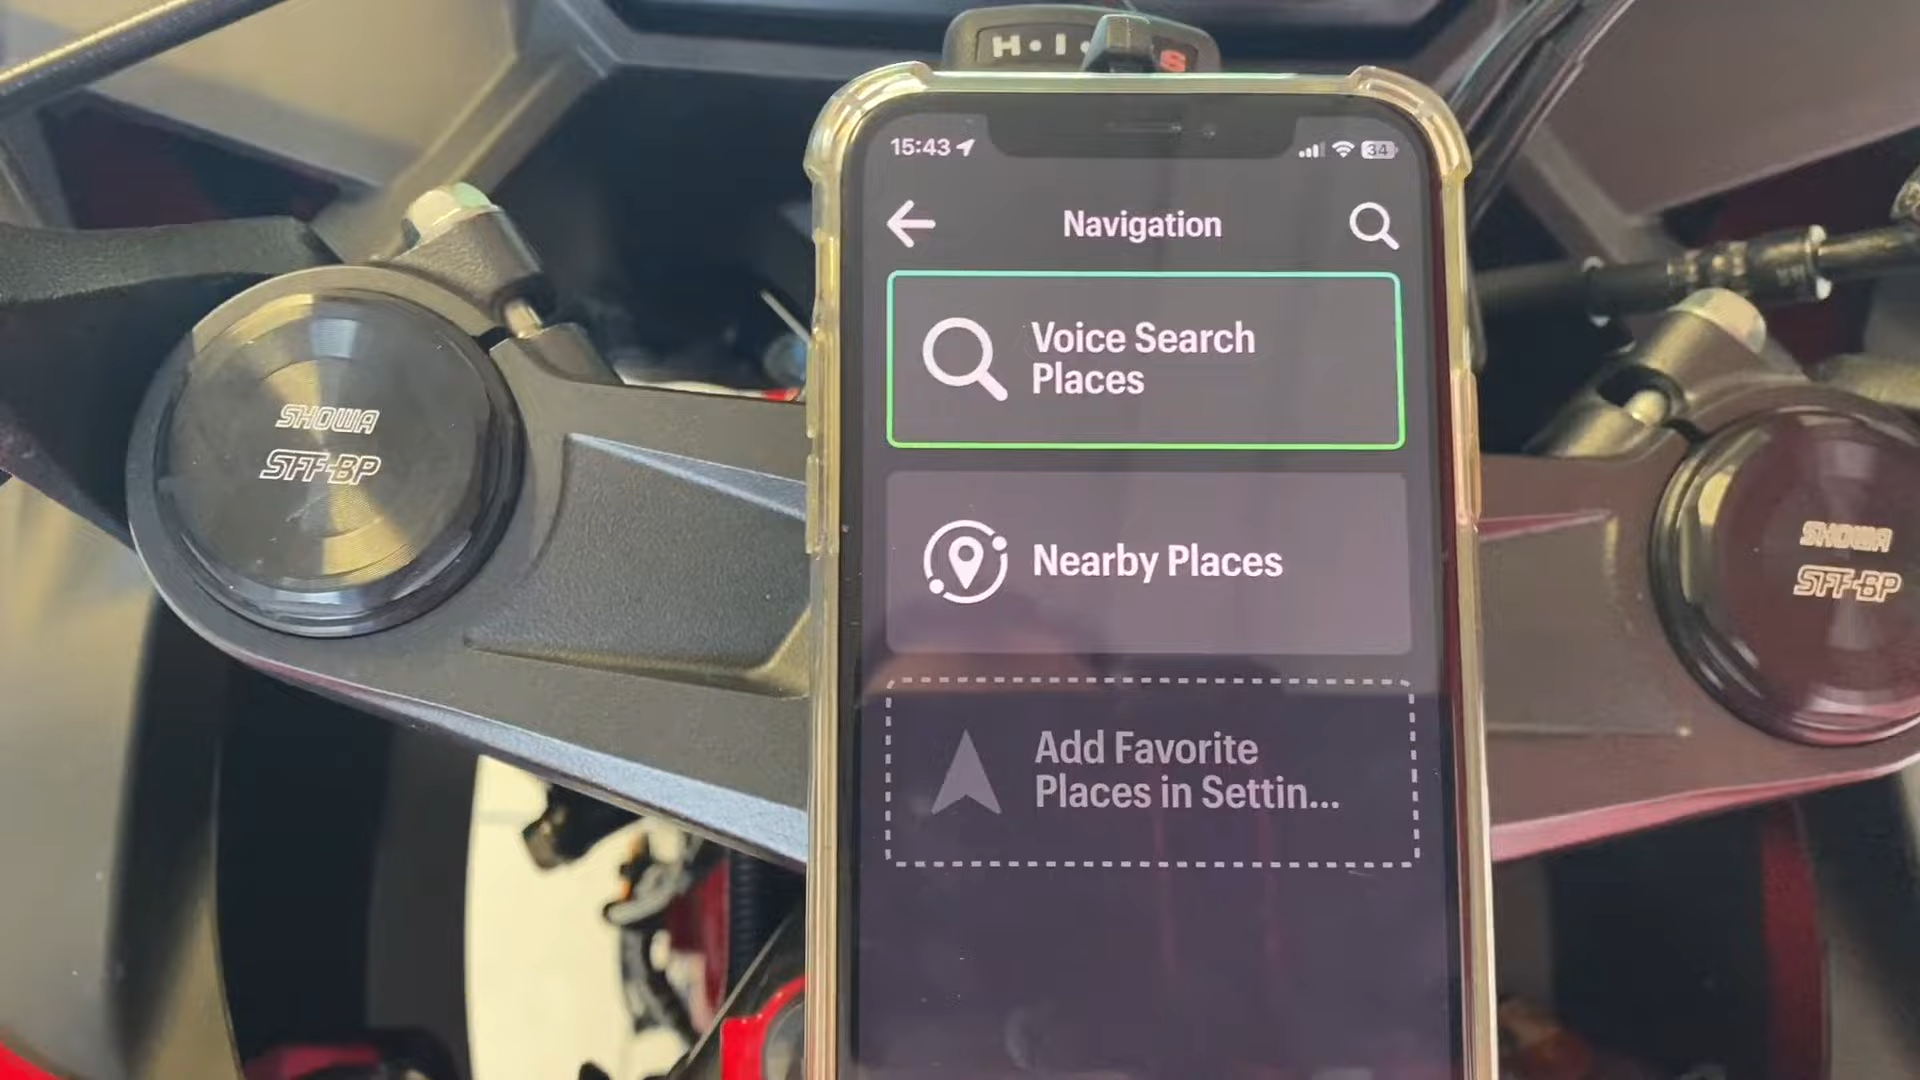 H•I•S
15:43
34
Navigation
Voice Search
Places
Nearby Places
Add Favorite
Places in Settin...
SHOWA
SFF-BP
SHOWA
SFF-BP